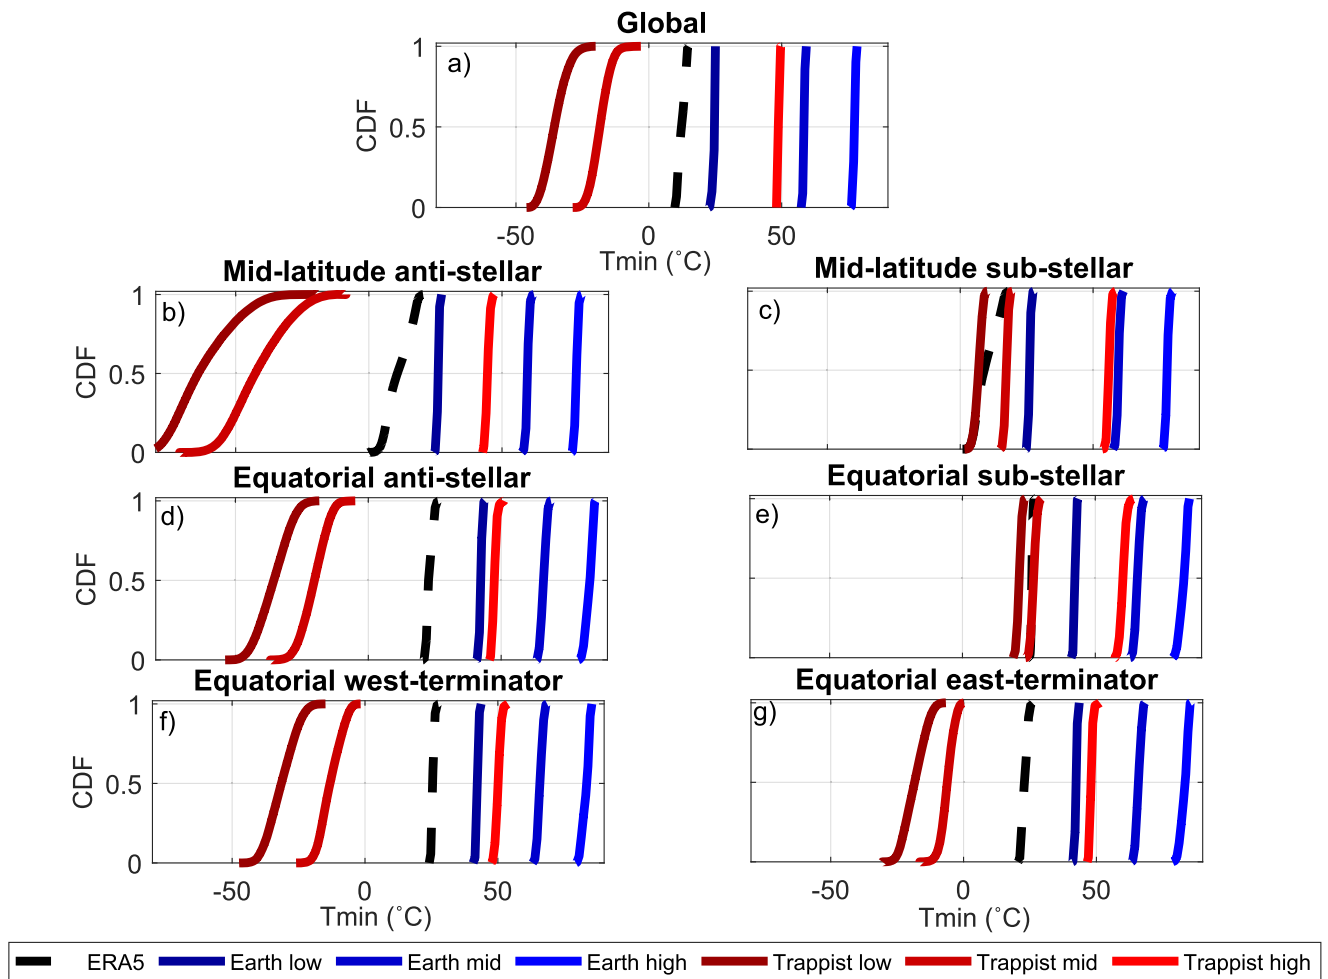 Global
a)
CDF
1
0.5
0
-50 0 50
Tmin (˚C)
Mid-latitude anti-stellar
b)
CDF
1
0.5
0
Mid-latitude sub-stellar
c)
Equatorial anti-stellar
d)
CDF
1
0.5
0
Equatorial sub-stellar
e)
Equatorial west-terminator
f)
CDF
1
0.5
0
-50 0 50
Tmin (˚C)
Equatorial east-terminator
g)
-50 0 50
Tmin (˚C)
ERA5 Earth low Earth mid Earth high Trappist low Trappist mid Trappist high